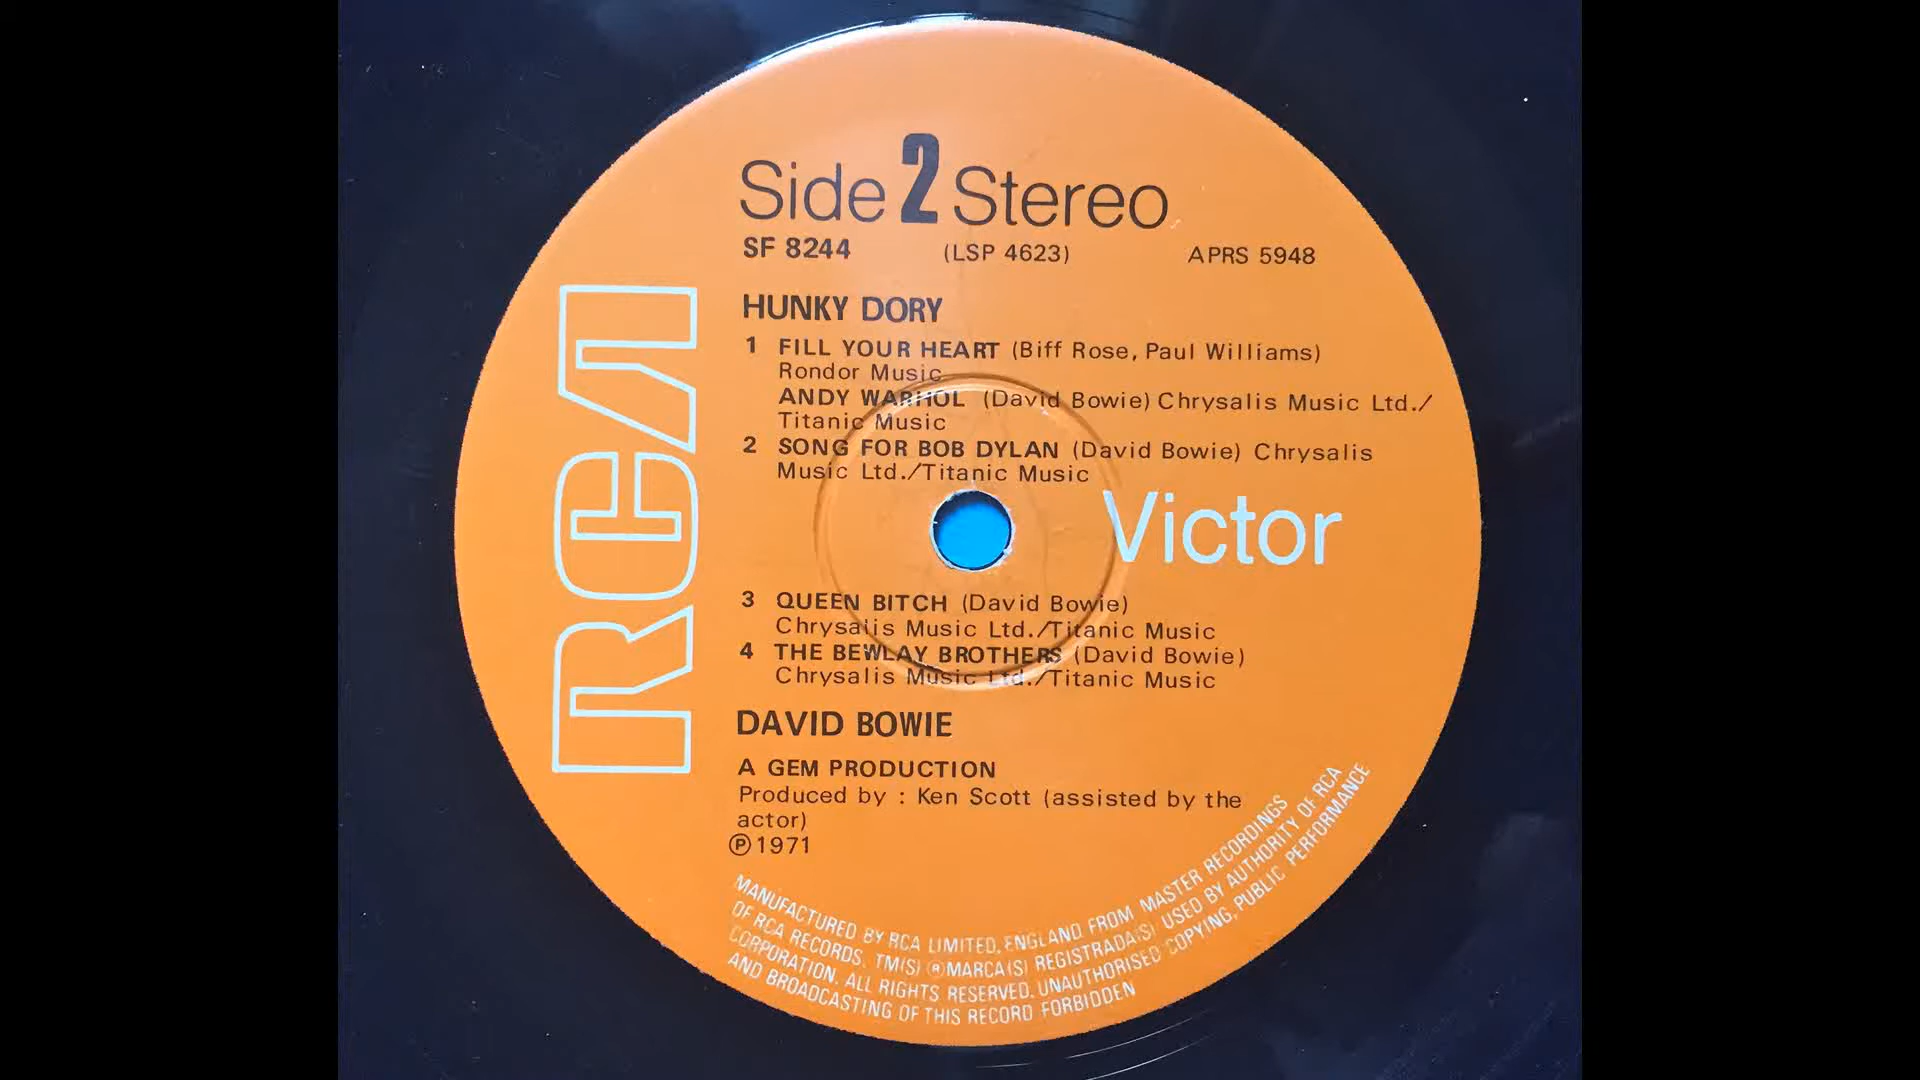 Side 2 Stereo
SF 8244 (LSP 4623) APRS 5948
HUNKY DORY
1 FILL YOUR HEART (Biff Rose, Paul Williams)
Rondor Music
ANDY WARHOL (David Bowie) Chrysalis Music Ltd./
Titanic Music
2 SONG FOR BOB DYLAN (David Bowie) Chrysalis
Music Ltd./Titanic Music
RCA
Victor
3 QUEEN BITCH (David Bowie)
Chrysalis Music Ltd./Titanic Music
4 THE BEWLAY BROTHERS (David Bowie)
Chrysalis Music Ltd./Titanic Music
DAVID BOWIE
A GEM PRODUCTION
Produced by : Ken Scott (assisted by the
actor)
Ⓟ1971
MANUFACTURED BY RCA LIMITED, ENGLAND FROM MASTER RECORDINGS
OF RCA RECORDS. TM(S) ® MARCA(S) REGISTRADA(S) USED BY AUTHORITY OF RCA
CORPORATION. ALL RIGHTS RESERVED. UNAUTHORISED COPYING, PUBLIC PERFORMANCE
AND BROADCASTING OF THIS RECORD FORBIDDEN